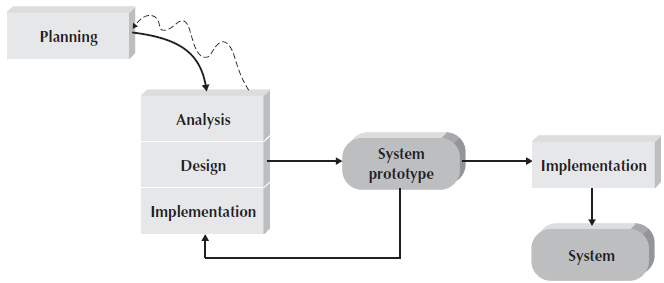 Planning
Analysis
Design
Implementation
System
prototype
Implementation
System